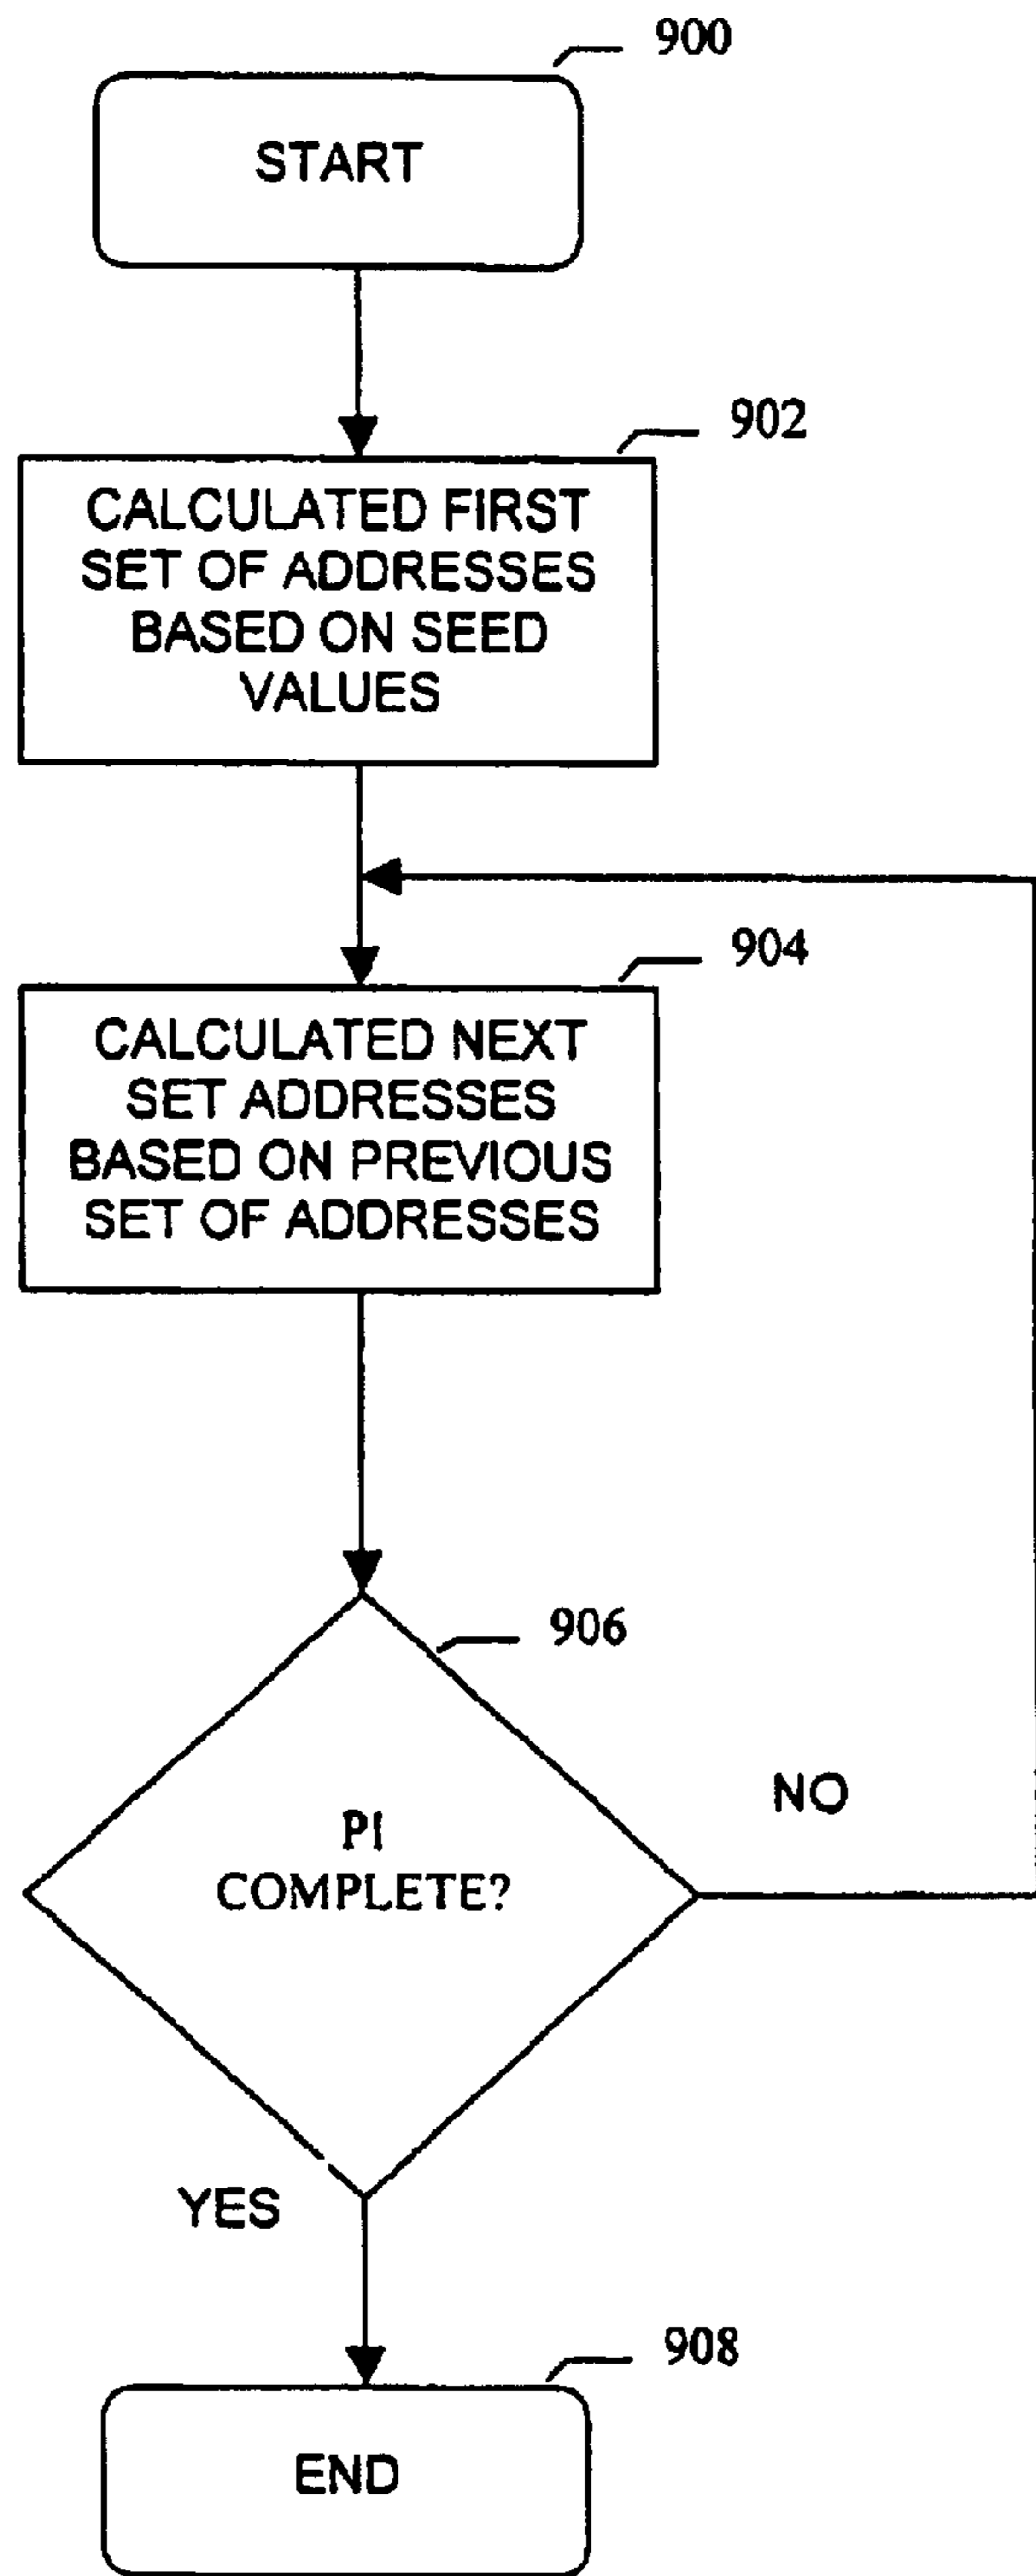 900
START
902
CALCULATED FIRST
SET OF ADDRESSES
BASED ON SEED
VALUES
904
CALCULATED NEXT
SET ADDRESSES
BASED ON PREVIOUS
SET OF ADDRESSES
906
PI
COMPLETE?
NO
YES
908
END